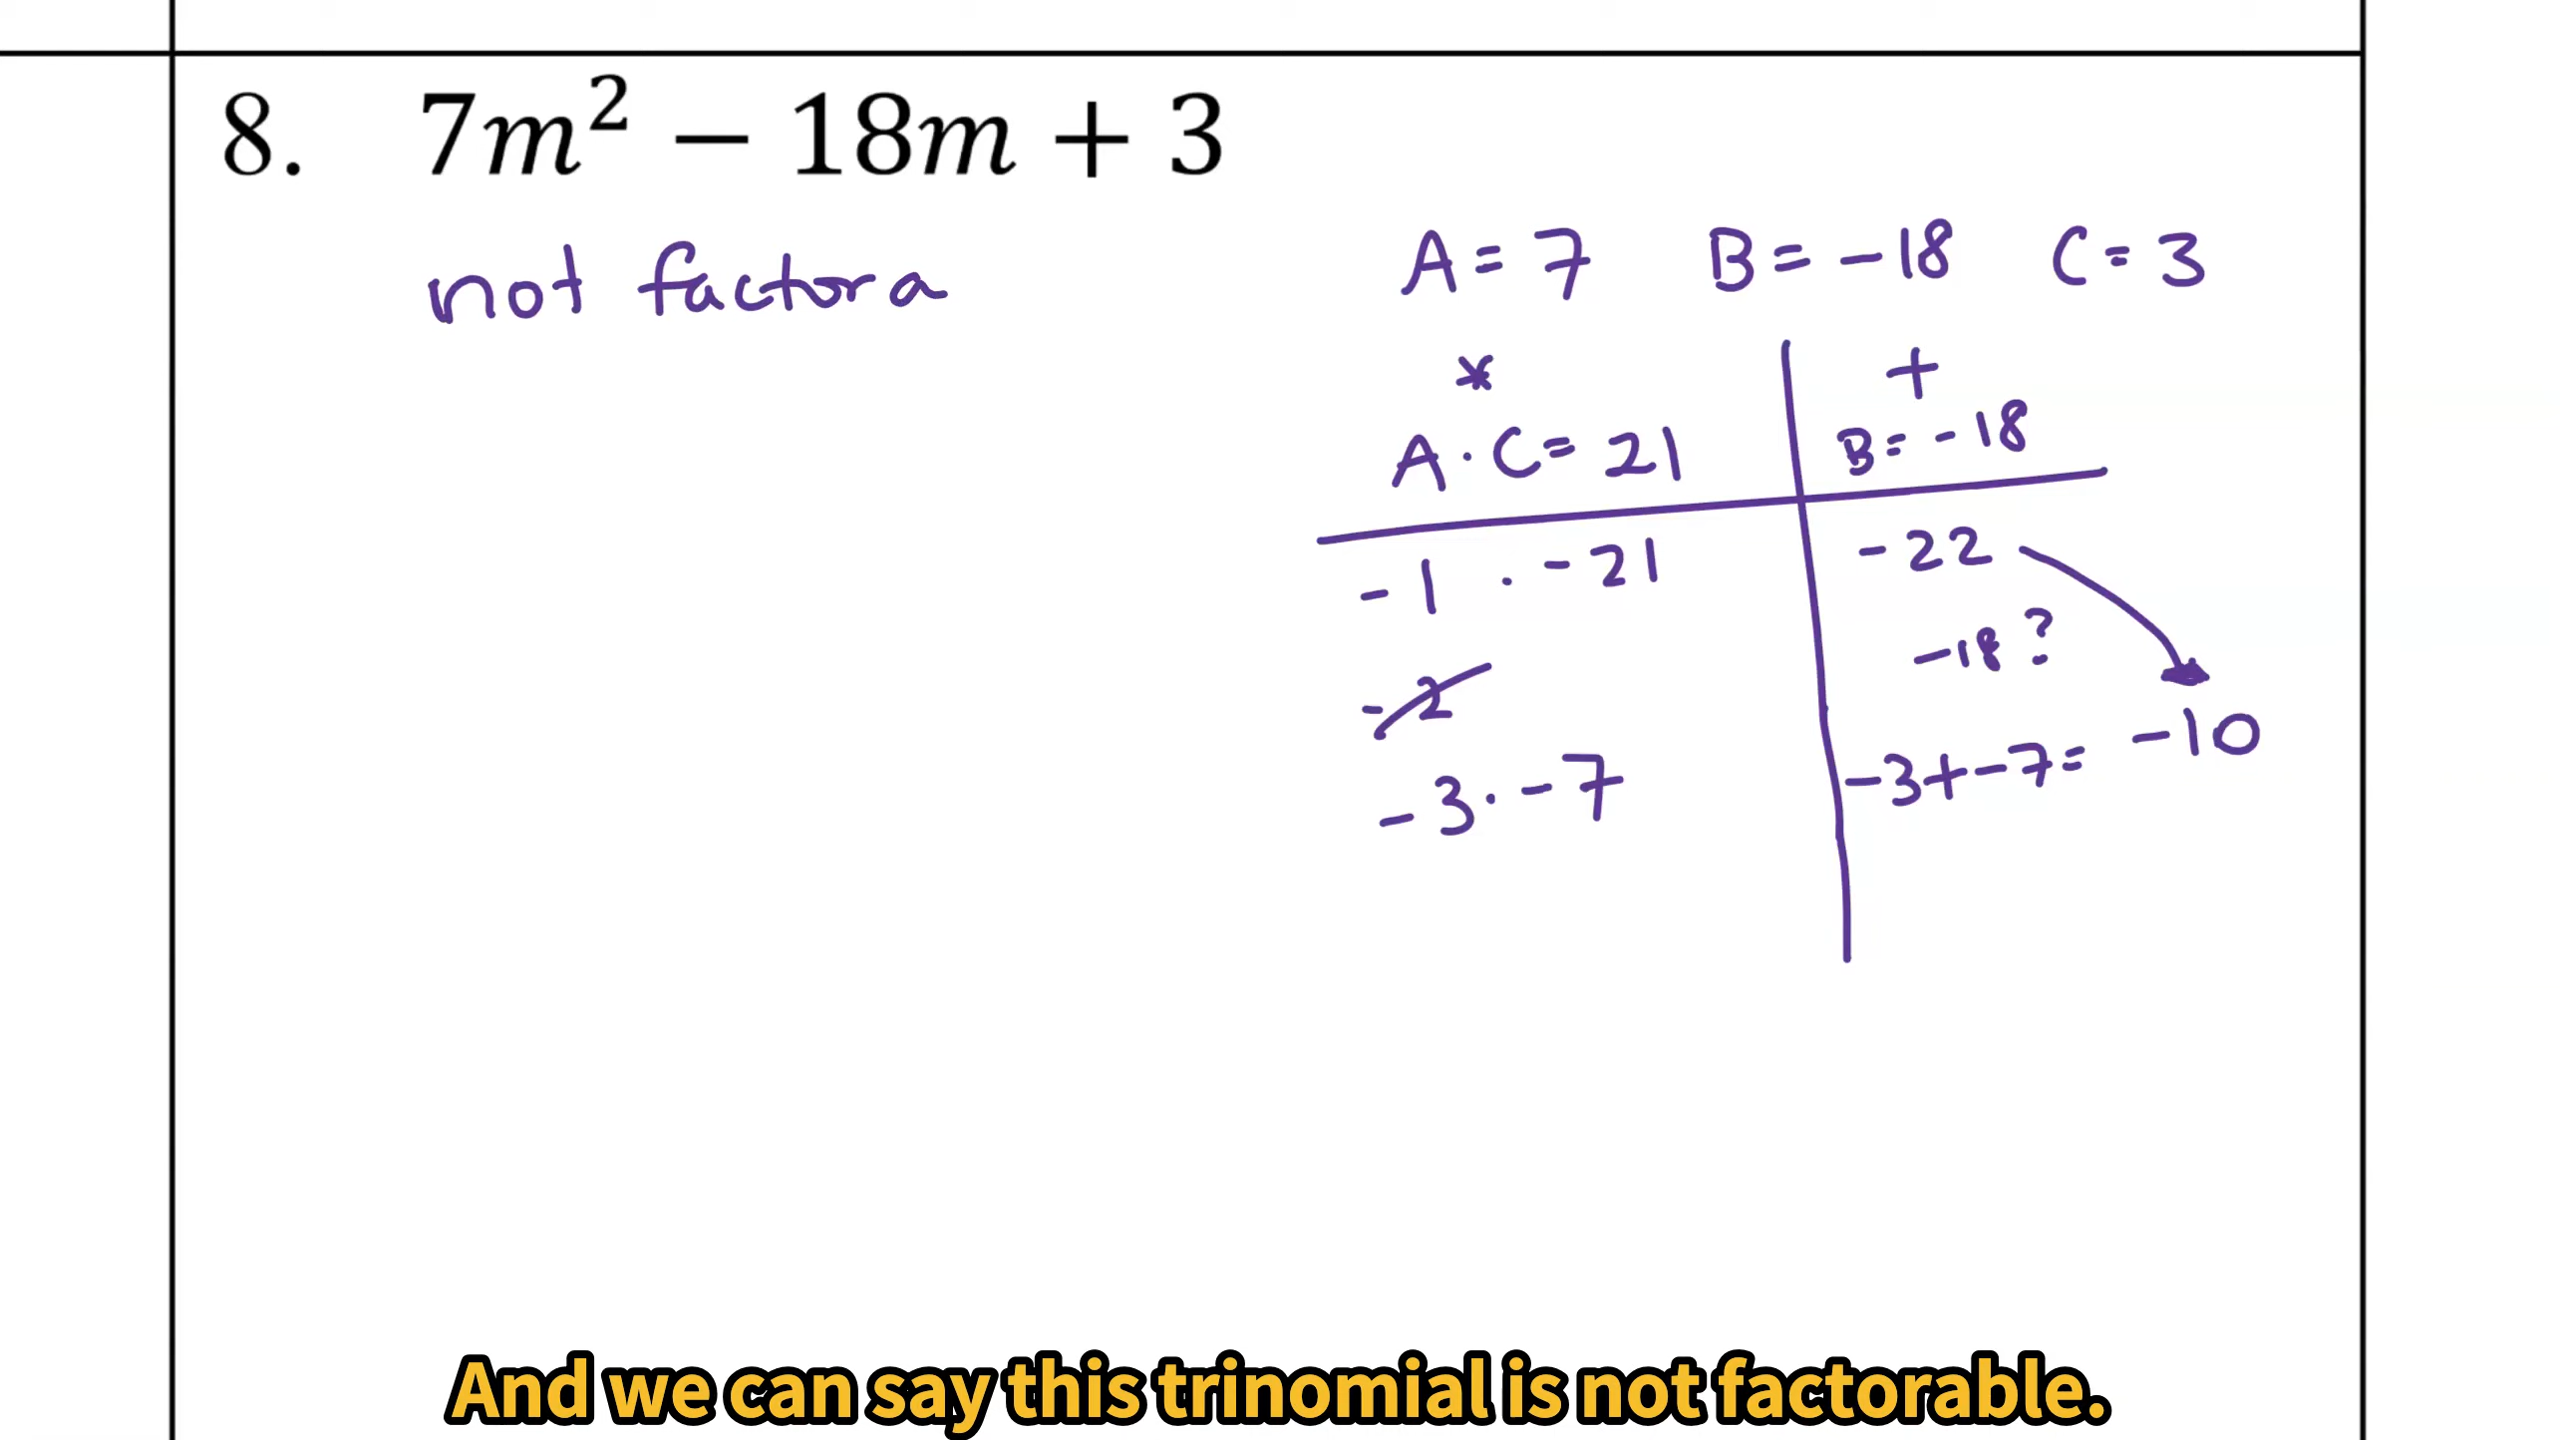 8. 7m² − 18m + 3
not factora
A = 7 B = -18 C = 3
* +
A · C = 21 B = -18
-1 · -21 -22
-18?
-2
-3 · -7 -3 + -7 = -10
And we can say this trinomial is not factorable.